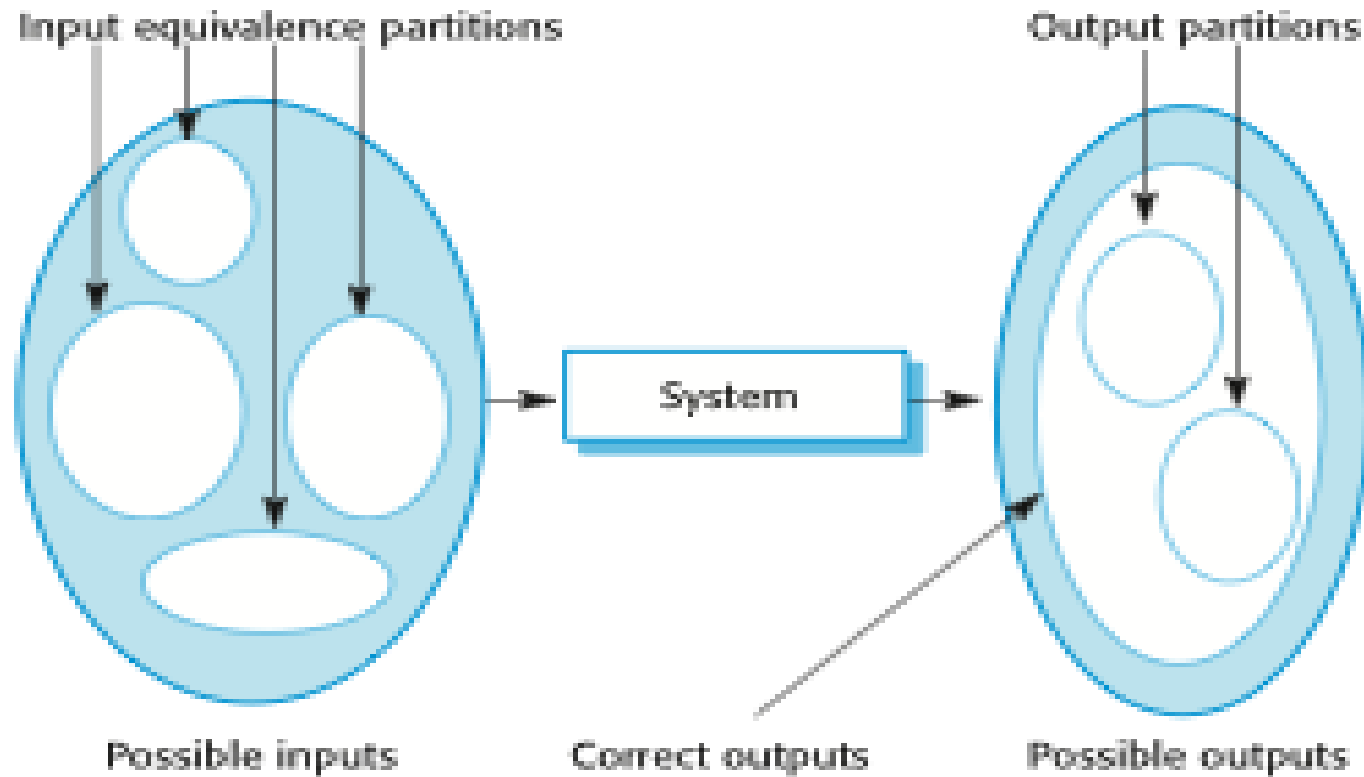 Input equivalence partitions
Output partitions
System
Possible inputs
Correct outputs
Possible outputs